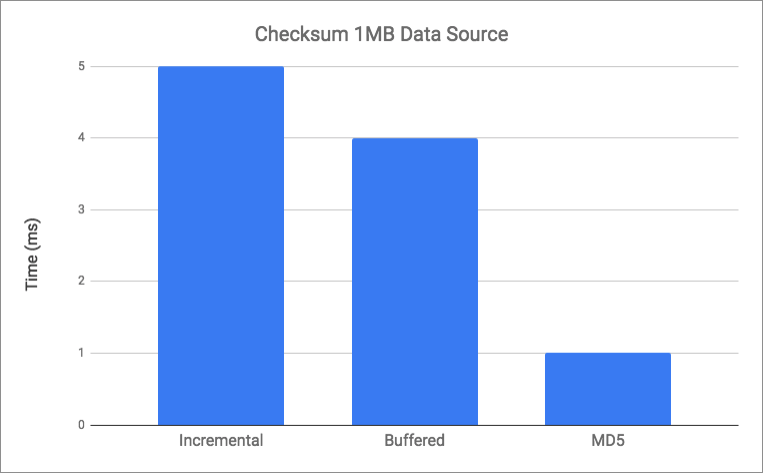 Checksum 1MB Data Source
Time (ms)
5
4
3
2
1
0
Incremental
Buffered
MD5